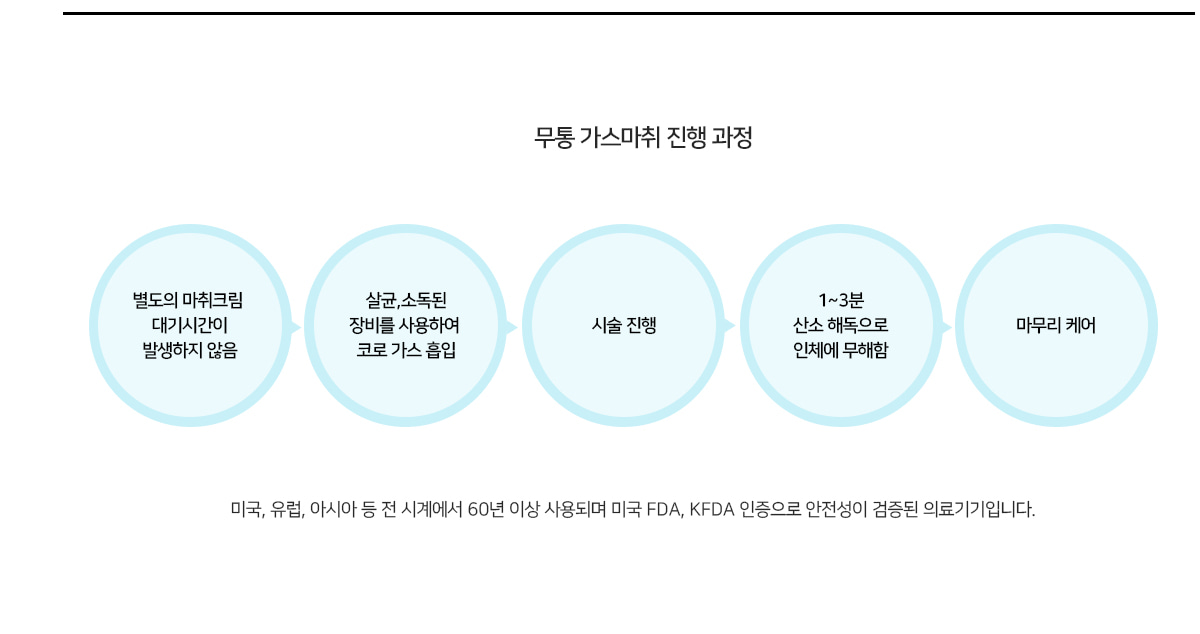 무통 가스마취 진행 과정
별도의 마취크림
대기시간이
발생하지 않음
살균,소독된
장비를 사용하여
코로 가스 흡입
시술 진행
1~3분
산소 해독으로
인체에 무해함
마무리 케어
미국, 유럽, 아시아 등 전 시계에서 60년 이상 사용되며 미국 FDA, KFDA 인증으로 안전성이 검증된 의료기기입니다.